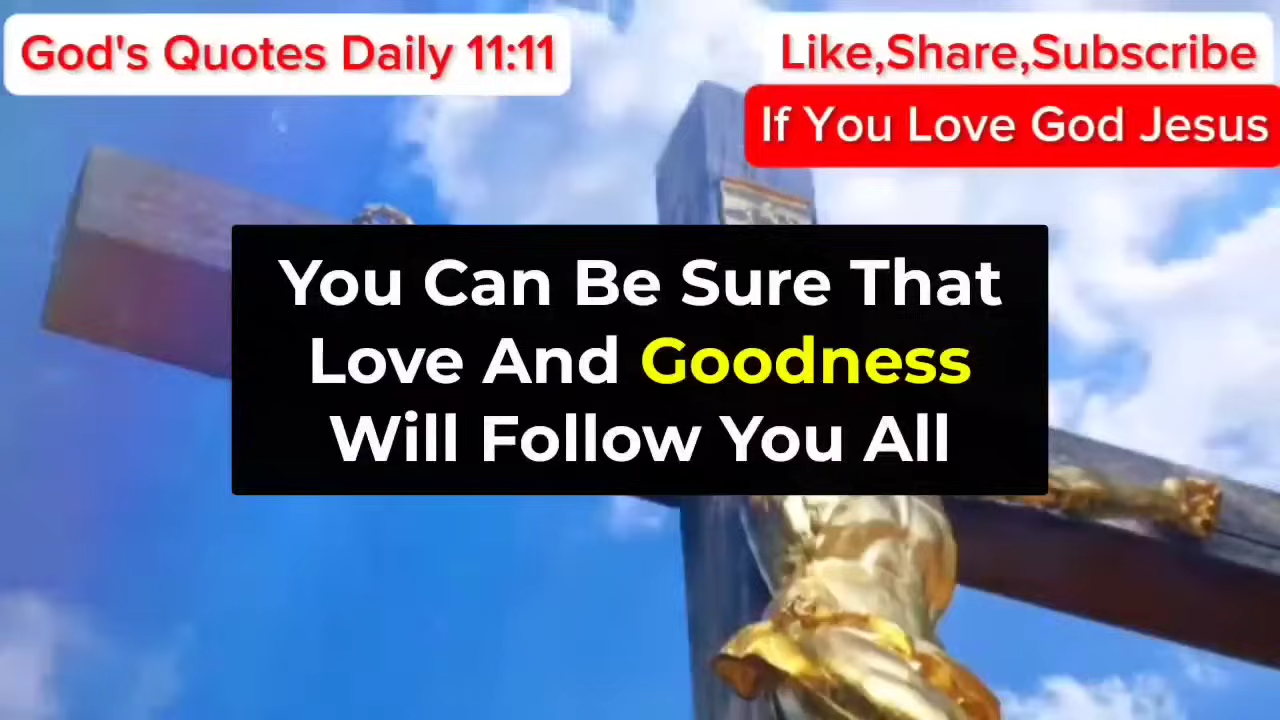 God's Quotes Daily 11:11
Like,Share,Subscribe
If You Love God Jesus
You Can Be Sure That
Love And Goodness
Will Follow You All